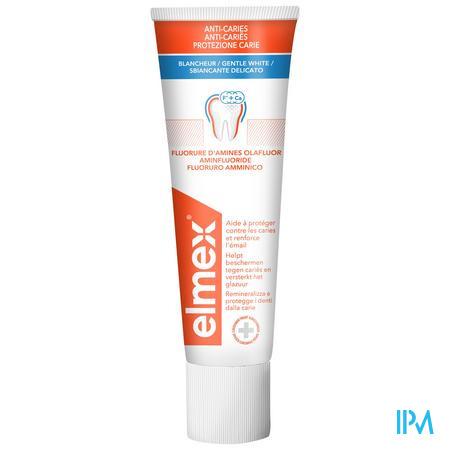 ANTI-CARIES
ANTI-CARIËS
PROTEZIONE CARIE
BLANCHEUR / GENTLE WHITE /
SBIANCANTE DELICATO
F⁻ + Ca
FLUORURE D'AMINES OLAFLUOR
AMINFLUORIDE
FLUORURO AMMINICO
elmex
Aide à protéger
contre les caries
et renforce
l'émail
Helpt
beschermen
tegen cariës en
versterkt het
glazuur
Remineralizza e
protegge i denti
dalla carie
IPM